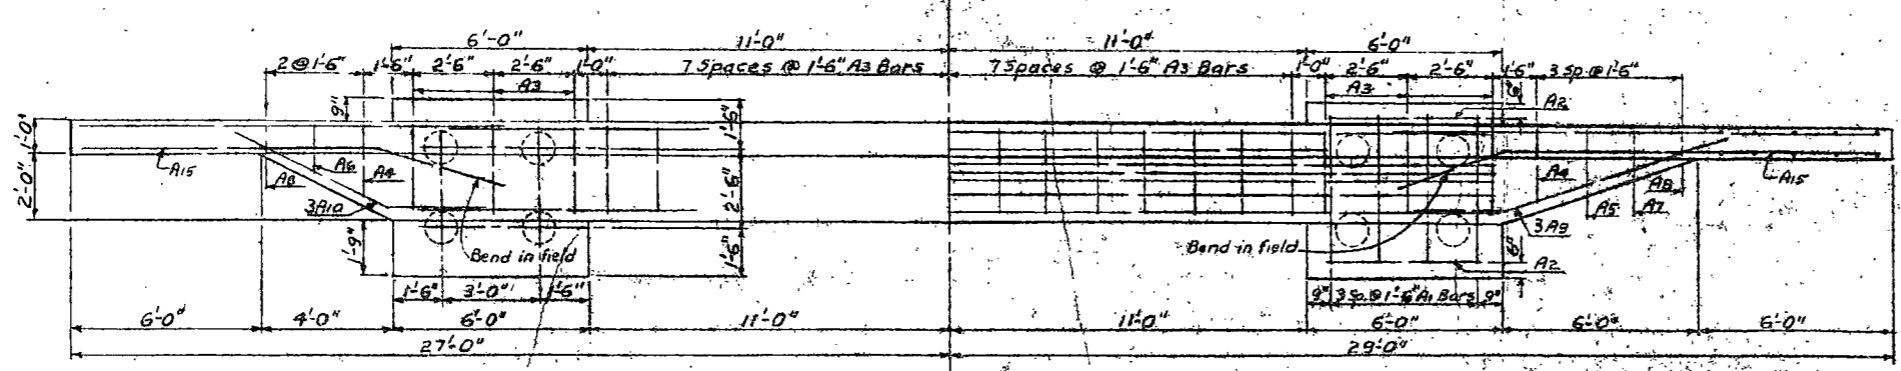 6'-0" 11'-0" 11'-0" 6'-0"
2@1'-6" 1'-6" 2'-6" 2'-6" 1'-0" 7 Spaces @ 1'-6" A3 Bars 7 Spaces @ 1'-6" A3 Bars 1'-0" 2'-6" 2'-6" 1'-6" 3 Sp.@1'-6"
A3 A3
9" 1'-6" A2
1'-0"
A15 A6 A4 A4 A8 A15
2'-0" A8 2'-6"
3A10 A5 A7
3A9
1'-9" Bend in field 1'-6" Bend in field 6" A2
1'-6" 3'-0" 1'-6" 9" 3Sp.@1'-6" A1 Bars 9"
6'-0" 4'-0" 6'-0" 11'-0" 11'-0" 6'-0" 6'-0" 6'-0"
27'-0" 29'-0"